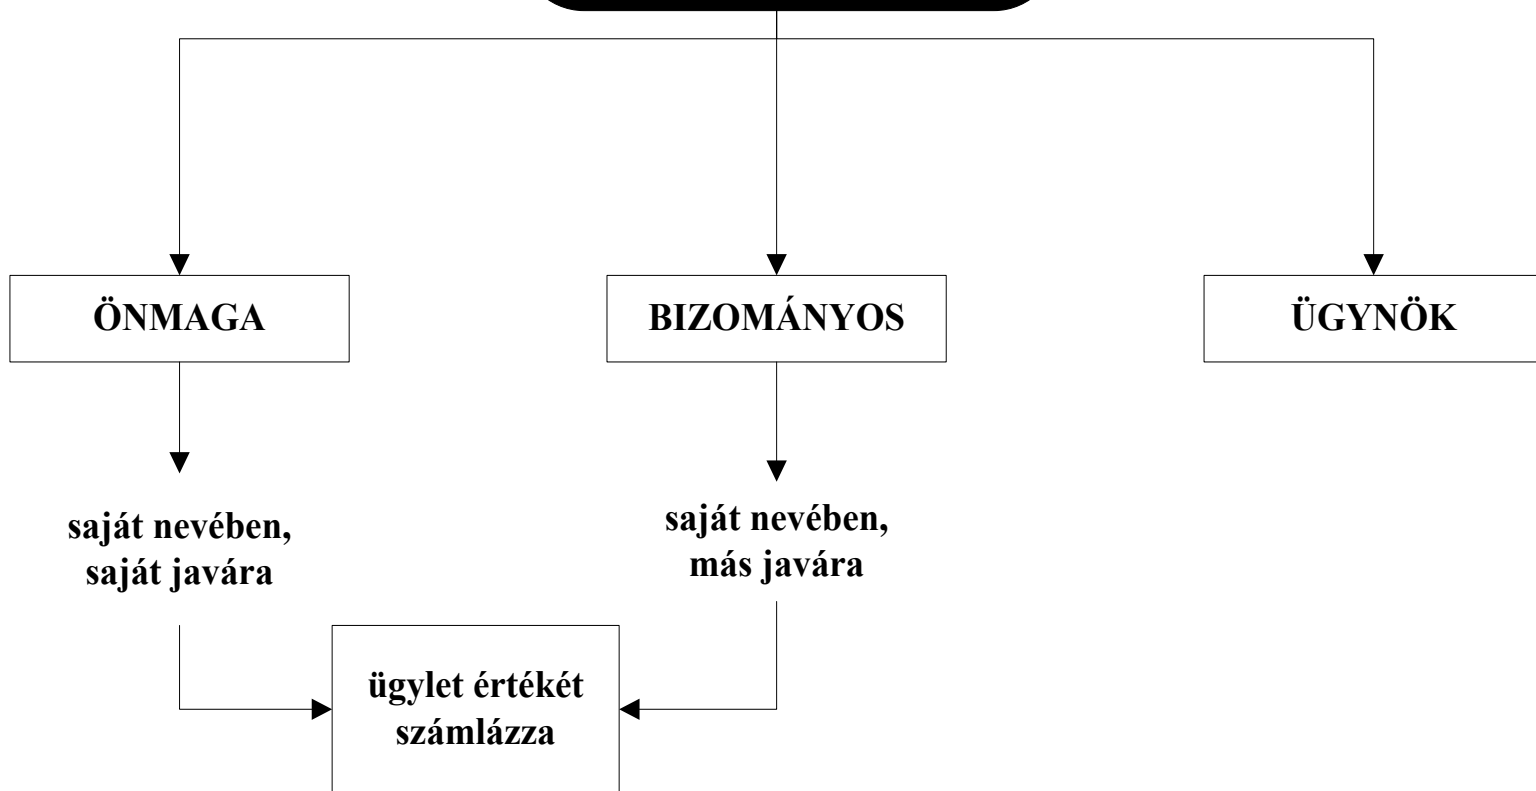 ÖNMAGA
BIZOMÁNYOS
ÜGYNÖK
saját nevében,
saját javára
saját nevében,
más javára
ügylet értékét
számlázza